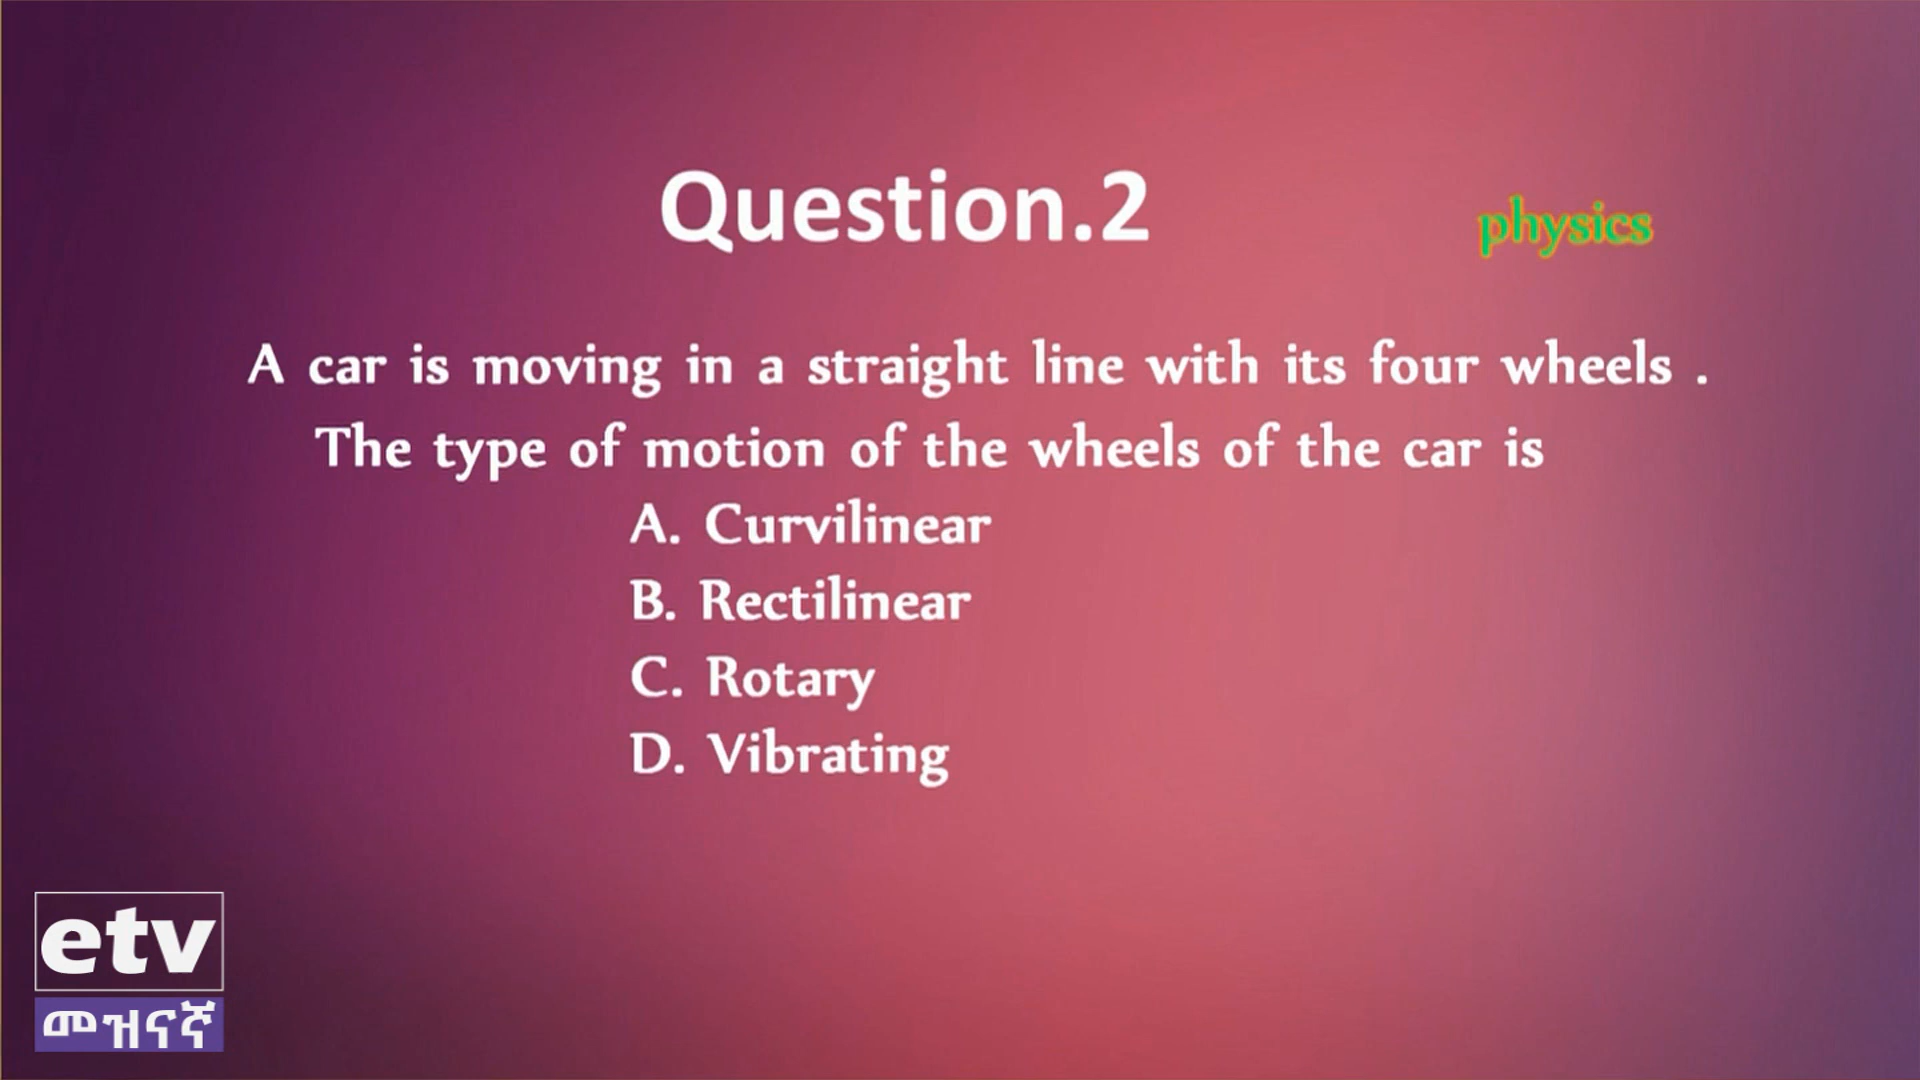 Question.2
physics
A car is moving in a straight line with its four wheels .
The type of motion of the wheels of the car is
A. Curvilinear
B. Rectilinear
C. Rotary
D. Vibrating
etv
መዝናኛ